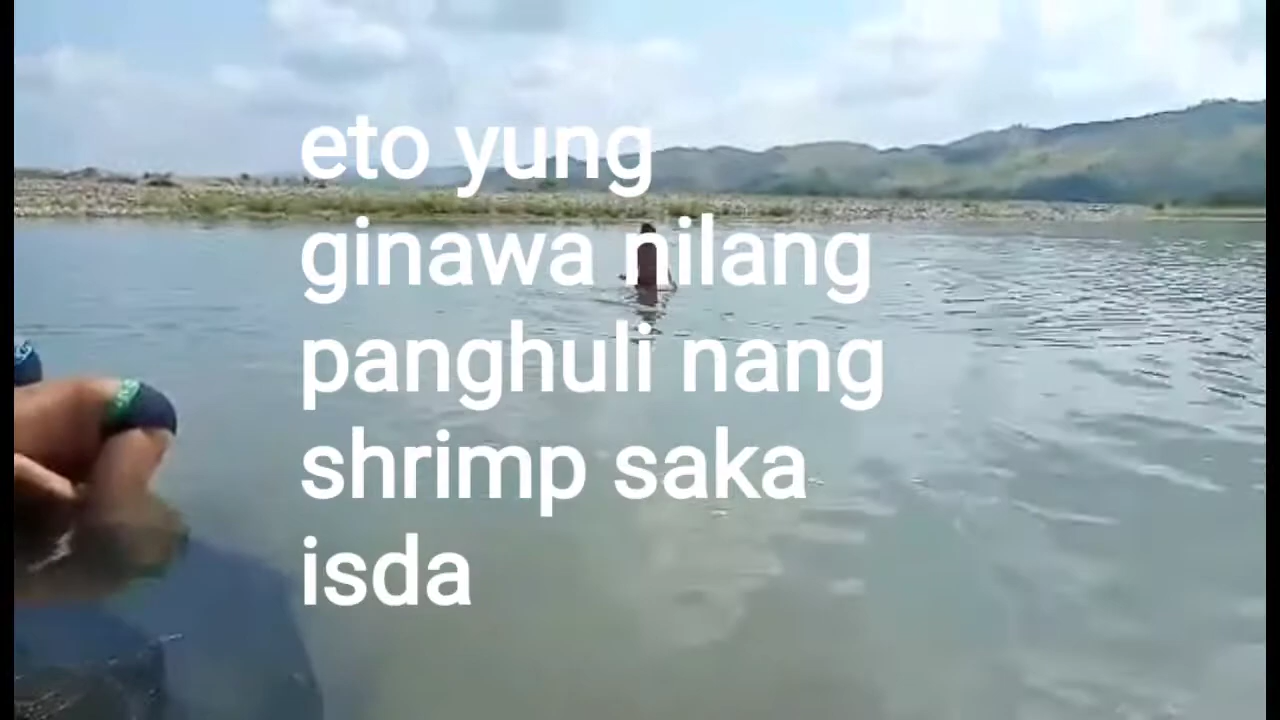 eto yung
ginawa nilang
panghuli nang
shrimp saka
isda